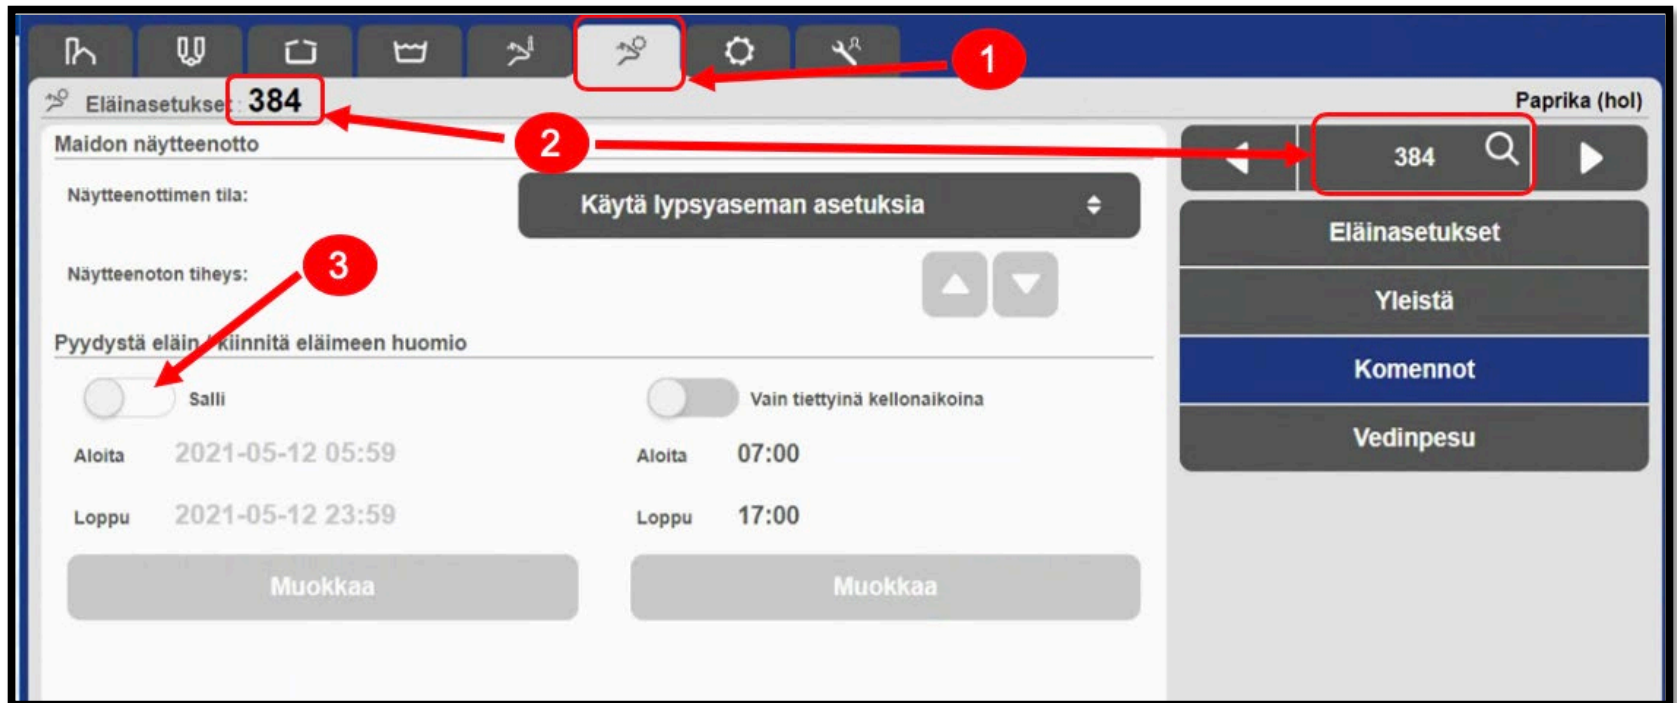 1
Eläinasetukset : 384
Paprika (hol)
2
Maidon näytteenotto
384
Näytteenottimen tila:
Käytä lypsyaseman asetuksia
Eläinasetukset
3
Näytteenoton tiheys:
Yleistä
Pyydystä eläin / kiinnitä eläimeen huomio
Komennot
Salli
Vain tiettyinä kellonaikoina
Vedinpesu
Aloita 2021-05-12 05:59
Aloita 07:00
Loppu 2021-05-12 23:59
Loppu 17:00
Muokkaa
Muokkaa